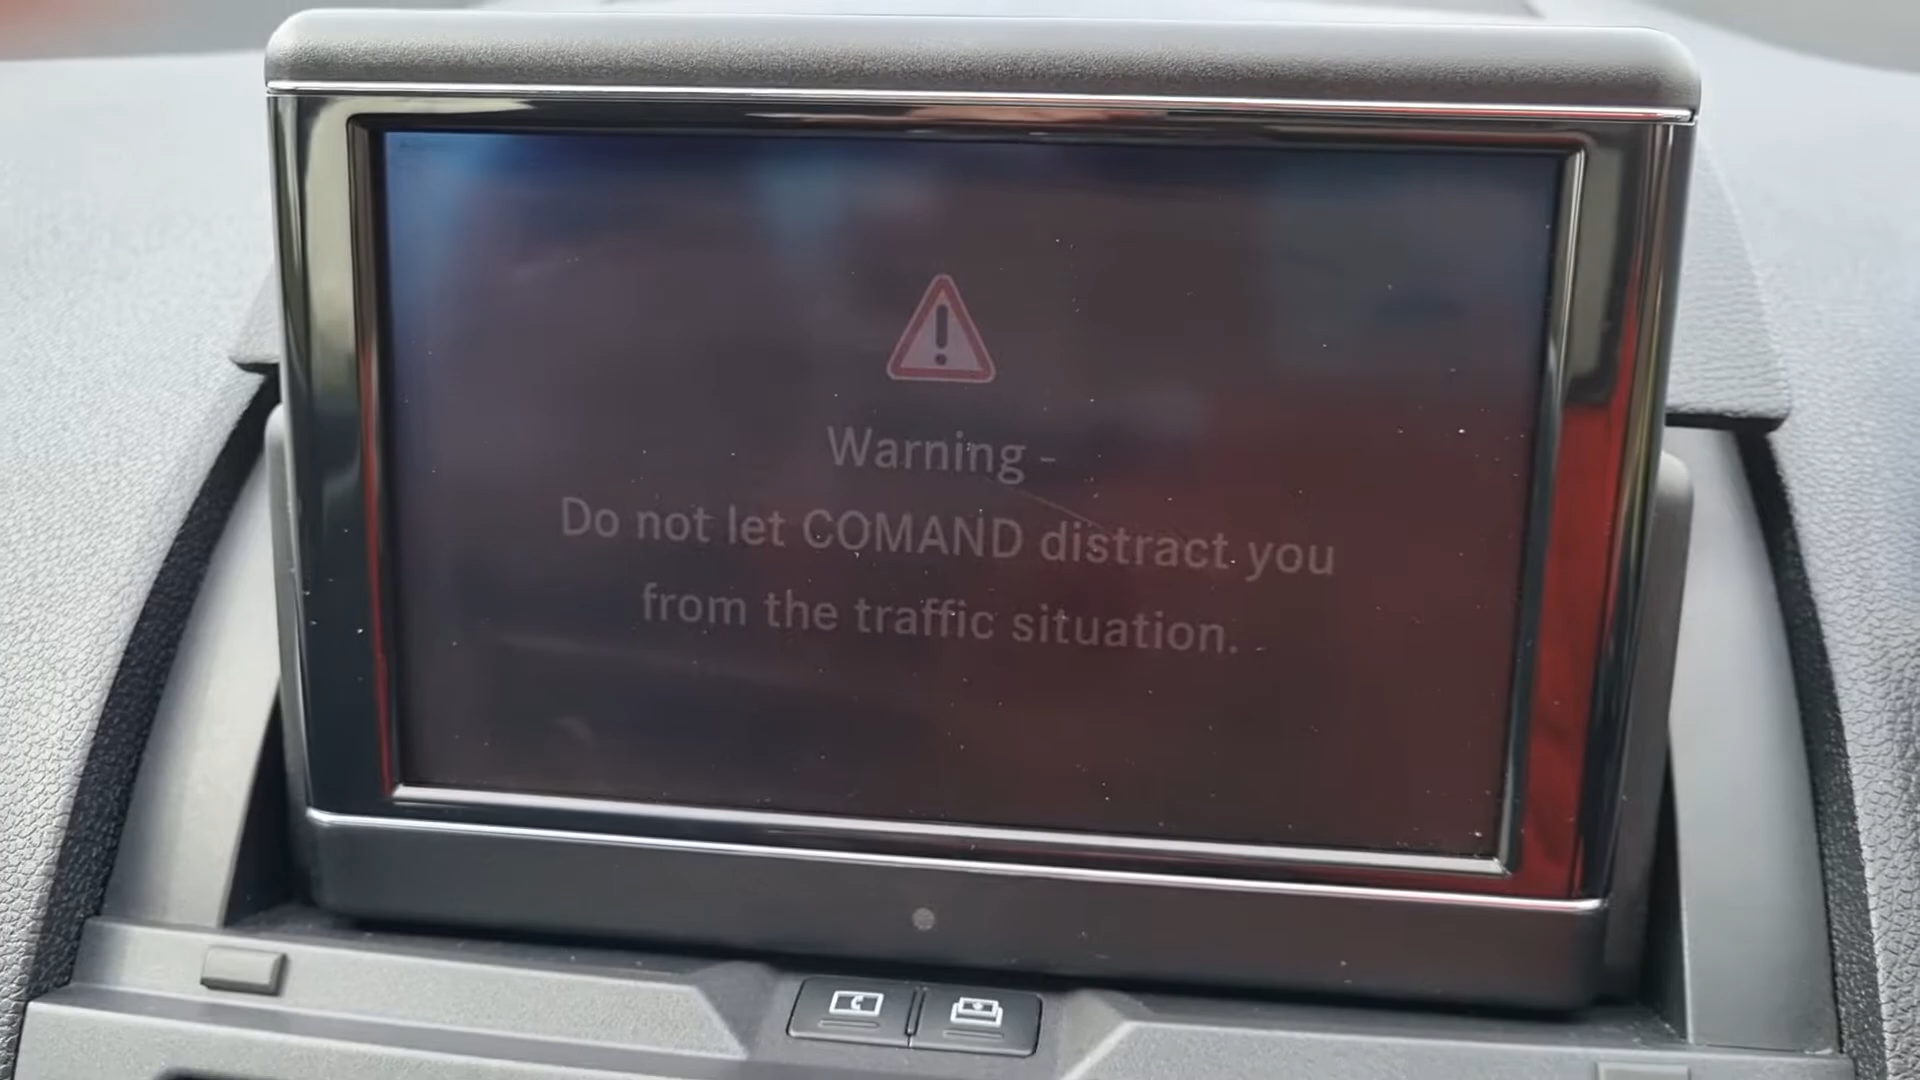 Warning -
Do not let COMAND distract you
from the traffic situation.